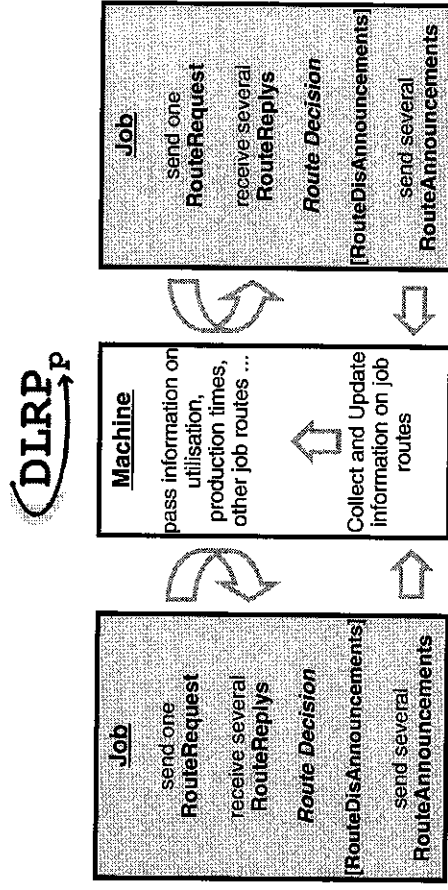 DLRP
p
Job
send one
RouteRequest
receive several
RouteReplys
Route Decision
[RouteDisAnnouncements]
send several
RouteAnnouncements
Machine
pass information on
utilisation,
production times,
other job routes ...
Collect and Update
information on job
routes
Job
send one
RouteRequest
receive several
RouteReplys
Route Decision
[RouteDisAnnouncements]
send several
RouteAnnouncements